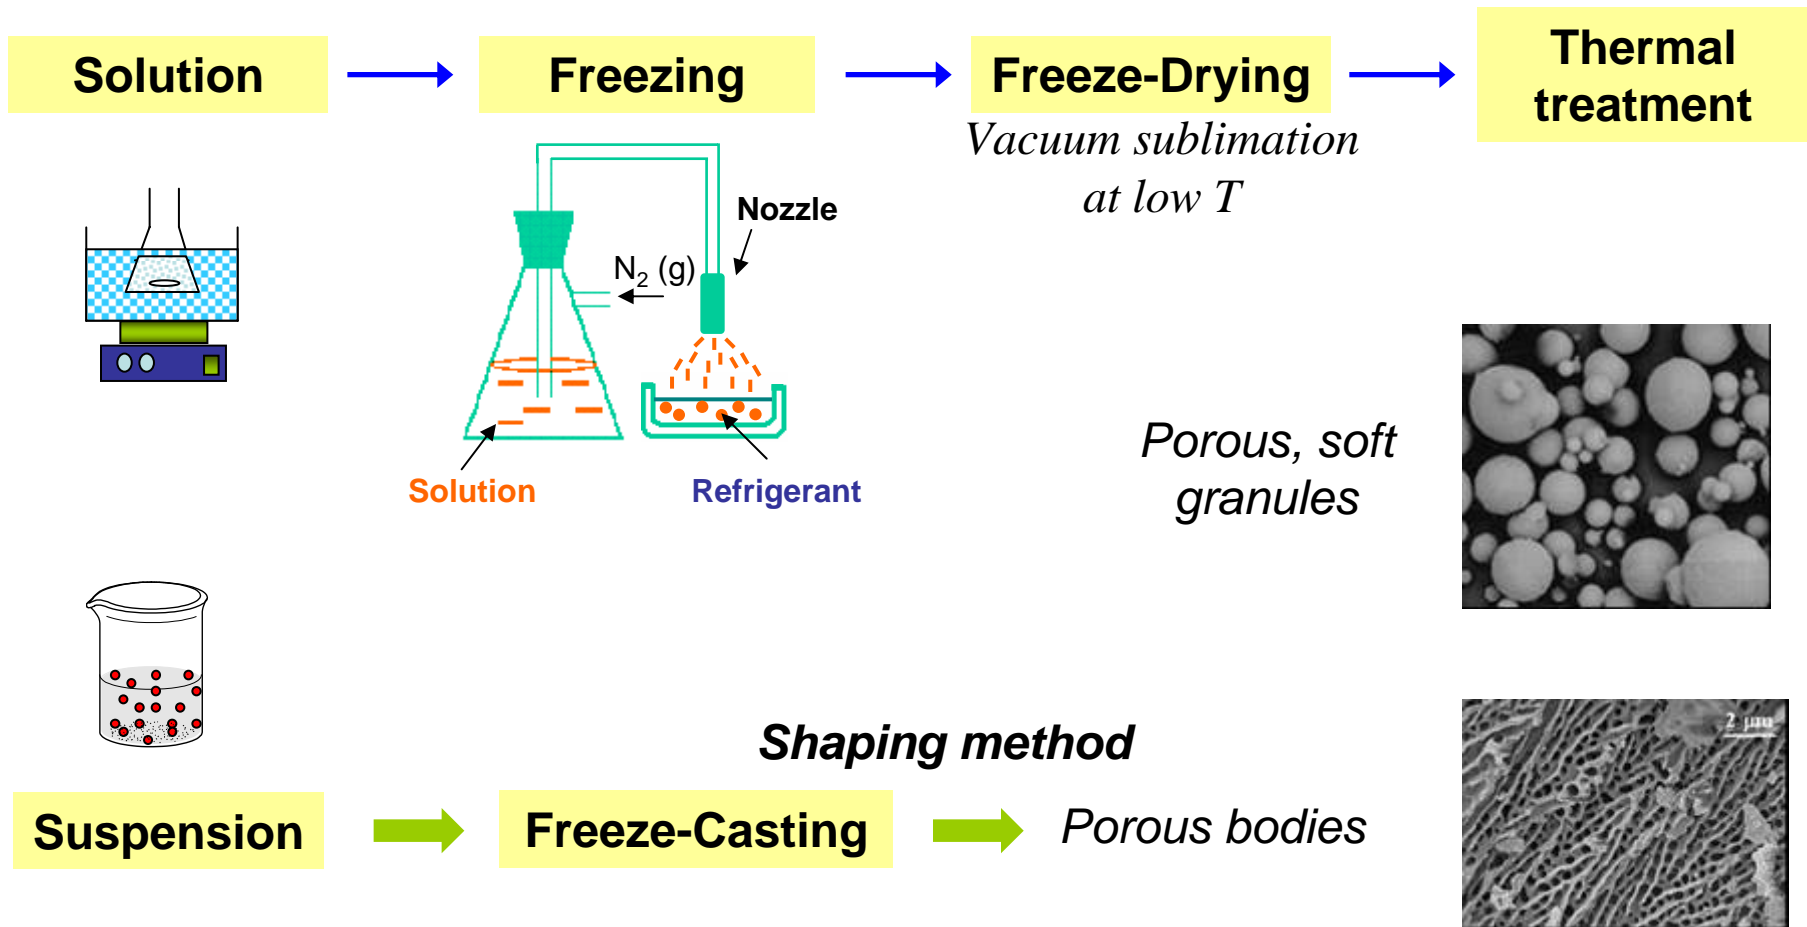 Solution
Freezing
Freeze-Drying
Thermal
treatment
Vacuum sublimation
at low T
Nozzle
N₂ (g)
Solution
Refrigerant
Porous, soft
granules
Shaping method
2 μm
Suspension
Freeze-Casting
Porous bodies